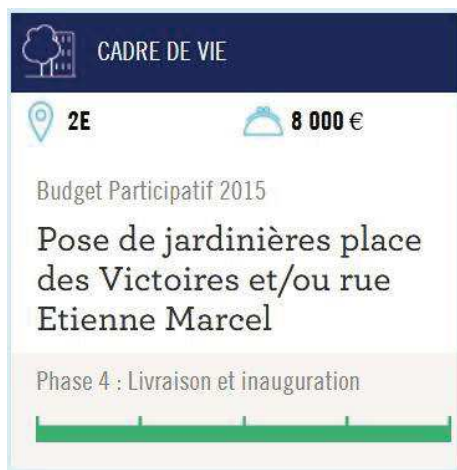 CADRE DE VIE
2E
8 000 €
Budget Participatif 2015
Pose de jardinières place
des Victoires et/ou rue
Etienne Marcel
Phase 4 : Livraison et inauguration